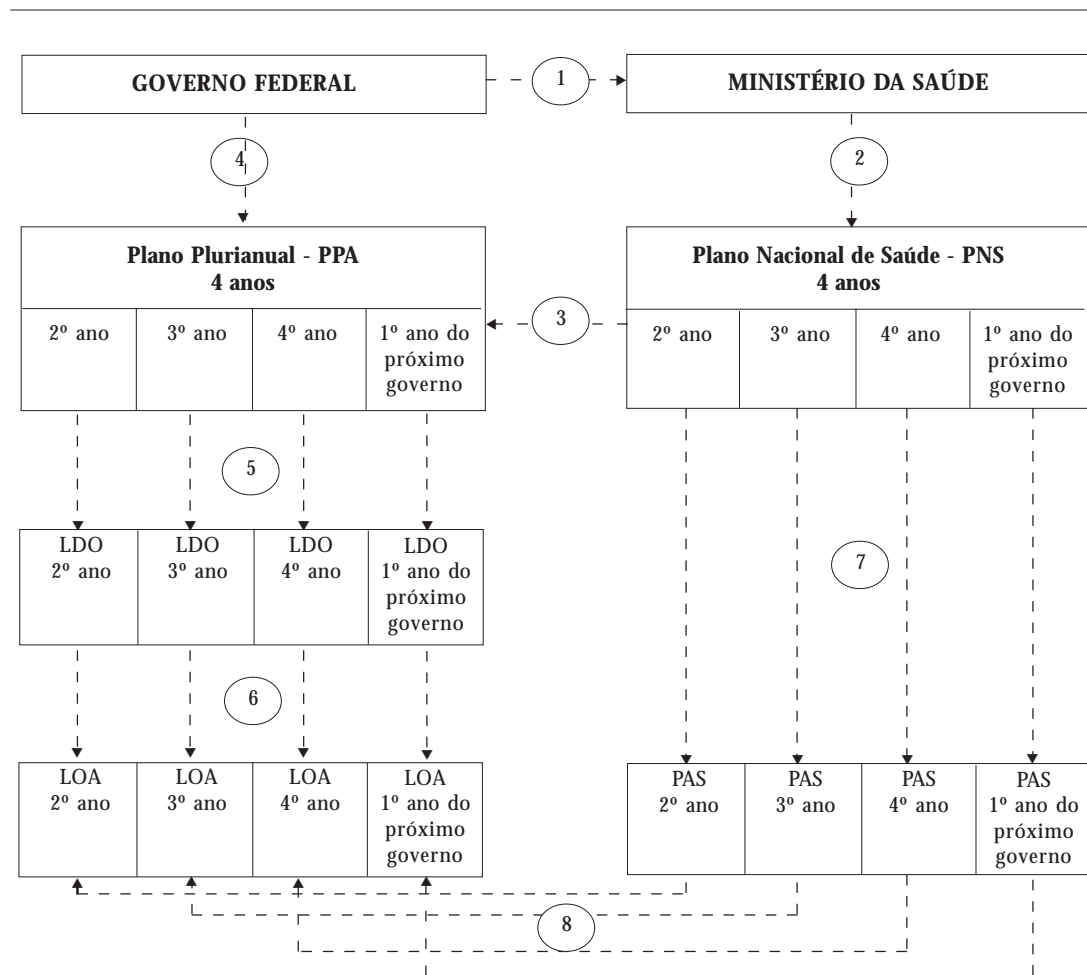 GOVERNO FEDERAL
1
MINISTÉRIO DA SAÚDE
4
2
Plano Plurianual - PPA
4 anos
2º ano
3º ano
4º ano
1º ano do
próximo
governo
3
Plano Nacional de Saúde - PNS
4 anos
2º ano
3º ano
4º ano
1º ano do
próximo
governo
5
LDO
2º ano
LDO
3º ano
LDO
4º ano
LDO
1º ano do
próximo
governo
7
6
LOA
2º ano
LOA
3º ano
LOA
4º ano
LOA
1º ano do
próximo
governo
PAS
2º ano
PAS
3º ano
PAS
4º ano
PAS
1º ano do
próximo
governo
8